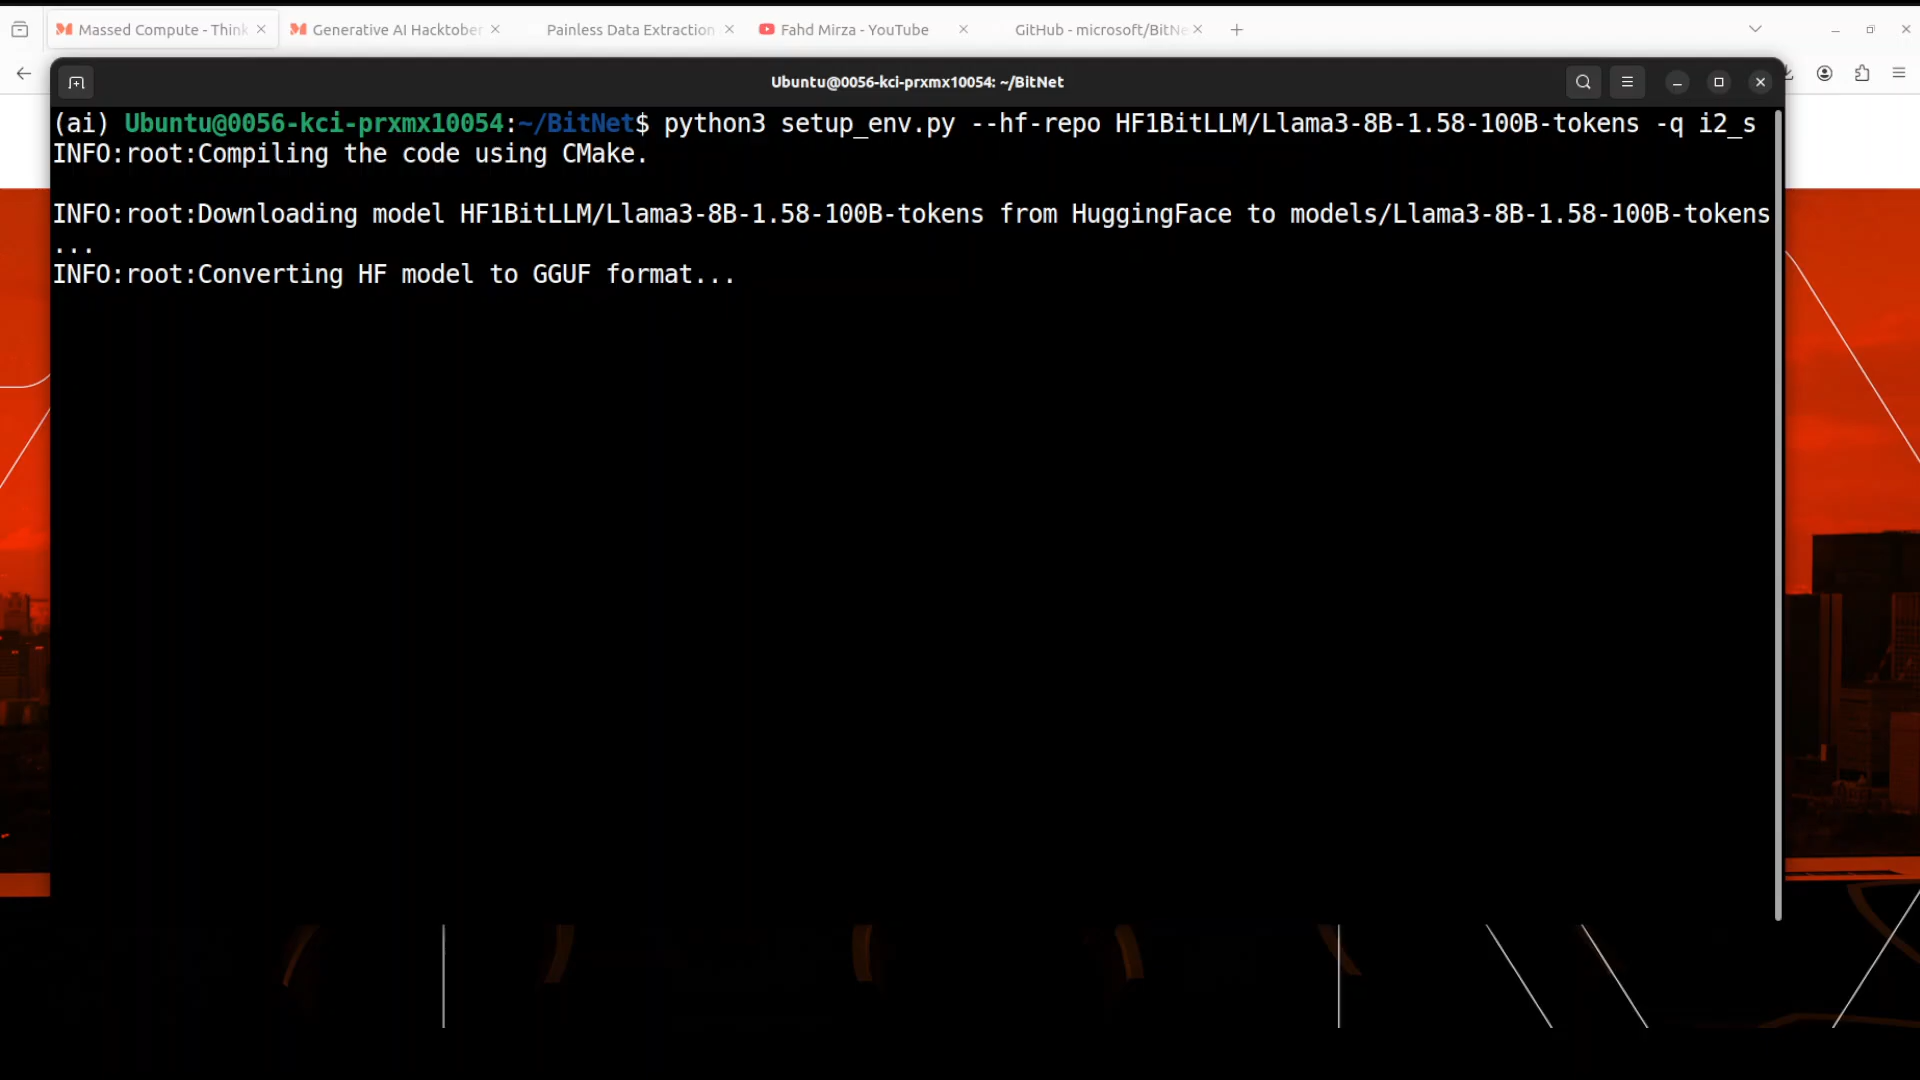 Massed Compute - Think
Generative AI Hacktober
Painless Data Extraction
Fahd Mirza - YouTube
GitHub - microsoft/BitNe
Ubuntu@0056-kci-prxmx10054: ~/BitNet
(ai) Ubuntu@0056-kci-prxmx10054:~/BitNet$ python3 setup_env.py --hf-repo HF1BitLLM/Llama3-8B-1.58-100B-tokens -q i2_s
INFO:root:Compiling the code using CMake.
INFO:root:Downloading model HF1BitLLM/Llama3-8B-1.58-100B-tokens from HuggingFace to models/Llama3-8B-1.58-100B-tokens
...
INFO:root:Converting HF model to GGUF format...